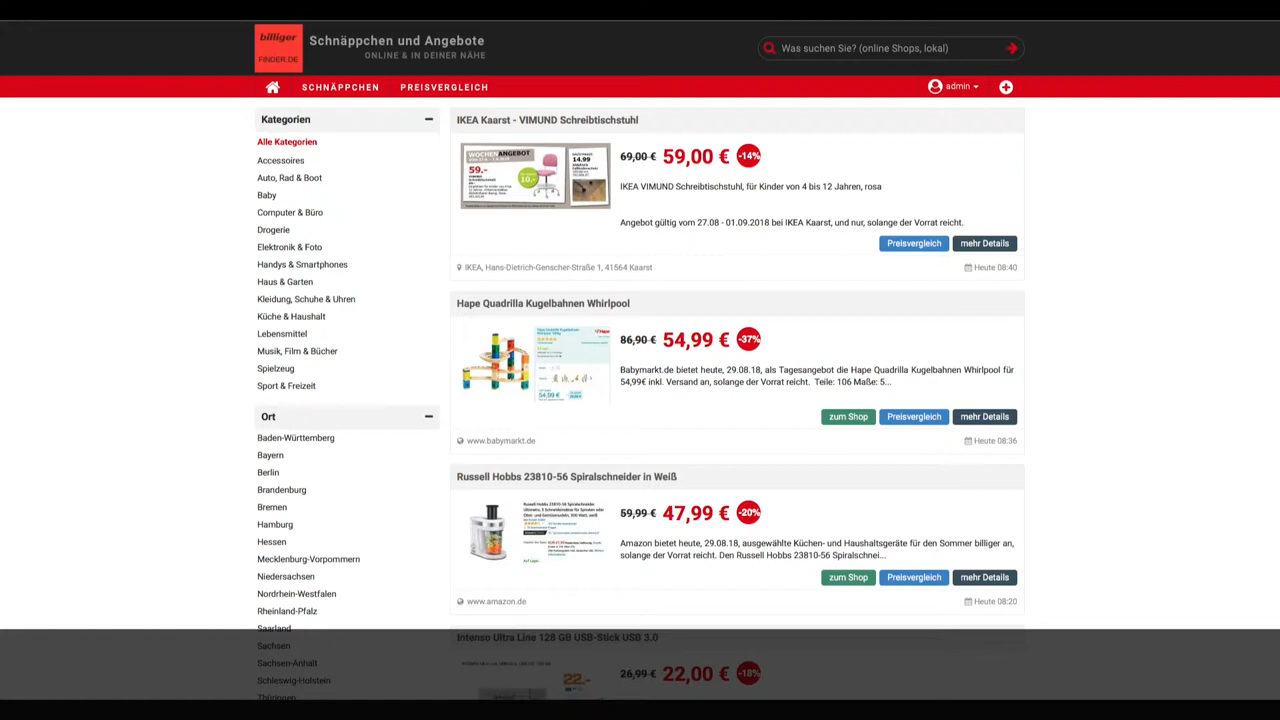 billiger
FINDER.DE
Schnäppchen und Angebote
ONLINE & IN DEINER NÄHE
Was suchen Sie? (online Shops, lokal)
SCHNÄPPCHEN
PREISVERGLEICH
admin
Kategorien
Alle Kategorien
Accessoires
Auto, Rad & Boot
Baby
Computer & Büro
Drogerie
Elektronik & Foto
Handys & Smartphones
Haus & Garten
Kleidung, Schuhe & Uhren
Küche & Haushalt
Lebensmittel
Musik, Film & Bücher
Spielzeug
Sport & Freizeit
Ort
Baden-Württemberg
Bayern
Berlin
Brandenburg
Bremen
Hamburg
Hessen
Mecklenburg-Vorpommern
Niedersachsen
Nordrhein-Westfalen
Rheinland-Pfalz
Saarland
Sachsen
Sachsen-Anhalt
Schleswig-Holstein
Thüringen
IKEA Kaarst - VIMUND Schreibtischstuhl
WOCHENANGEBOT
59.-
14.99
10.-
69,00 € 59,00 € -14%
IKEA VIMUND Schreibtischstuhl, für Kinder von 4 bis 12 Jahren, rosa
Angebot gültig vom 27.08 - 01.09.2018 bei IKEA Kaarst, und nur, solange der Vorrat reicht.
Preisvergleich mehr Details
IKEA, Hans-Dietrich-Genscher-Straße 1, 41564 Kaarst
Heute 08:40
Hape Quadrilla Kugelbahnen Whirlpool
54,99 €
86,90 € 54,99 € -37%
Babymarkt.de bietet heute, 29.08.18, als Tagesangebot die Hape Quadrilla Kugelbahnen Whirlpool für
54,99€ inkl. Versand an, solange der Vorrat reicht. Teile: 106 Maße: 5...
zum Shop Preisvergleich mehr Details
www.babymarkt.de
Heute 08:36
Russell Hobbs 23810-56 Spiralschneider in Weiß
59,99 € 47,99 € -20%
Amazon bietet heute, 29.08.18, ausgewählte Küchen- und Haushaltsgeräte für den Sommer billiger an,
solange der Vorrat reicht. Den Russell Hobbs 23810-56 Spiralschnei...
zum Shop Preisvergleich mehr Details
www.amazon.de
Heute 08:20
Intenso Ultra Line 128 GB USB-Stick USB 3.0
22.-
26,99 € 22,00 € -18%